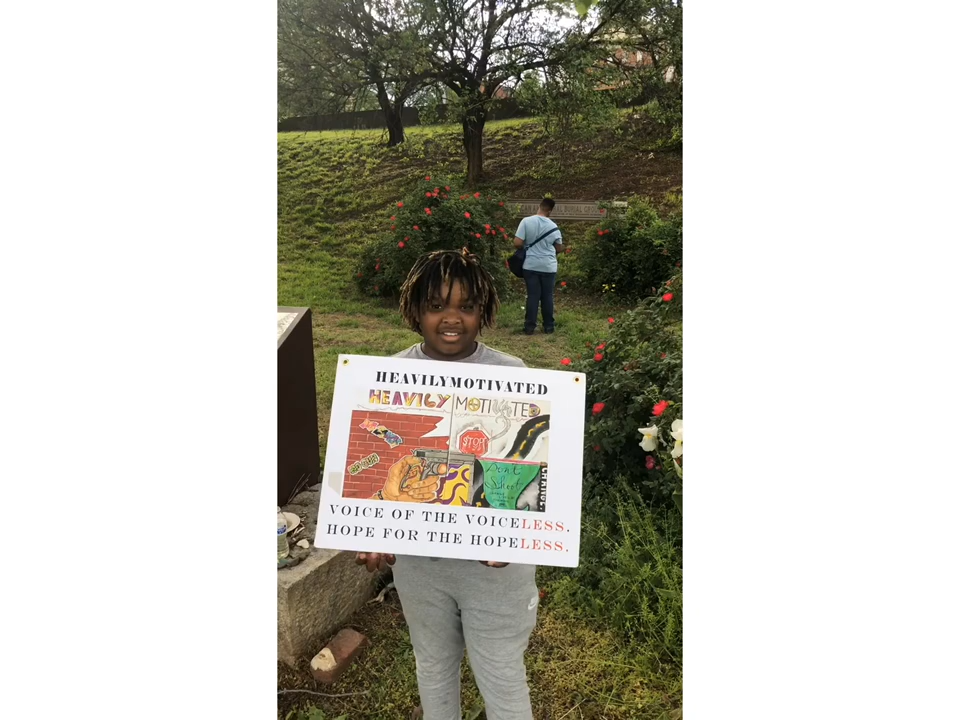 HEAVILYMOTIVATED
HEAVILY MOTIVATED
STOP
Don't
Shoot
VOICE OF THE VOICELESS.
HOPE FOR THE HOPELESS.